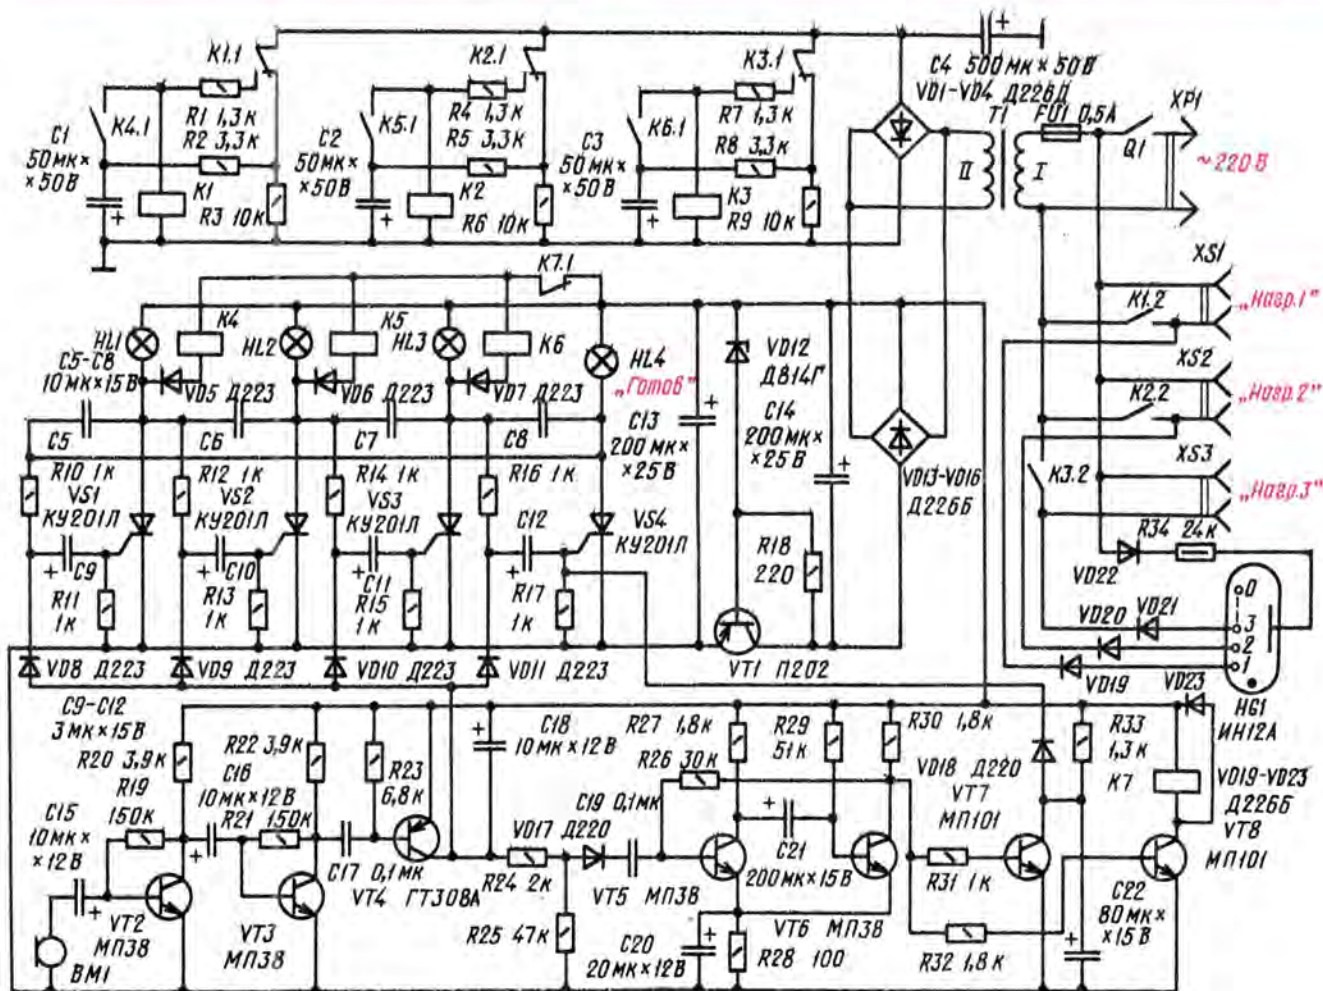 K1.1
K2.1
K3.1
C4 500мк×50В
VD1-VD4 Д226Д
C1
50мк×
×50В
K4.1
R1 1,3к
R2 3,3к
K1
R3 10к
C2
50мк×
×50В
K5.1
R4 1,3к
R5 3,3к
K2
R6 10к
C3
50мк×
×50В
K6.1
R7 1,3к
R8 3,3к
K3
R9 10к
T1
II
I
FU1 0,5А
Q1
XP1
~220В
K7.1
HL1
K4
HL2
K5
HL3
K6
HL4
„Готов"
C5-C8
10мк×15В
VD5 Д223
VD6 Д223
VD7 Д223
C5
C6
C7
C8
C13
200мк×
×25В
VD12
Д814Г
C14
200мк×
×25В
VD13-VD16
Д226Б
XS1
„Нагр.1"
K1.2
XS2
„Нагр.2"
K2.2
XS3
„Нагр.3"
K3.2
R10 1к
VS1
КУ201Л
R12 1к
VS2
КУ201Л
R14 1к
VS3
КУ201Л
R16 1к
VS4
КУ201Л
C9
R11
1к
C10
R13
1к
C11
R15
1к
C12
R17
1к
R18
220
VT1 П202
R34 24к
VD22
VD21
VD20
VD19
0
3
2
1
VD23
HG1
ИН12А
VD8 Д223
VD9 Д223
VD10 Д223
VD11 Д223
C9-C12
3мк×15В
R20 3,9к
R19
150к
R22 3,9к
C16
10мк×12В
R21 150к
R23
6,8к
C18
10мк×12В
R27 1,8к
R26 30к
R29
51к
R30 1,8к
VD18 Д220
VT7
МП101
R33
1,3к
K7
VD19-VD23
Д226Б
VT8
МП101
C15
10мк×
×12В
C17 0,1мк
VT4 ГТ308А
VD17 Д220
C19 0,1мк
R24 2к
VT5 МП38
C21
200мк×15В
R31 1к
C22
80мк×
×15В
VT2
МП38
VT3
МП38
BM1
R25 47к
C20
20мк×12В
R28 100
VT6 МП38
R32 1,8к